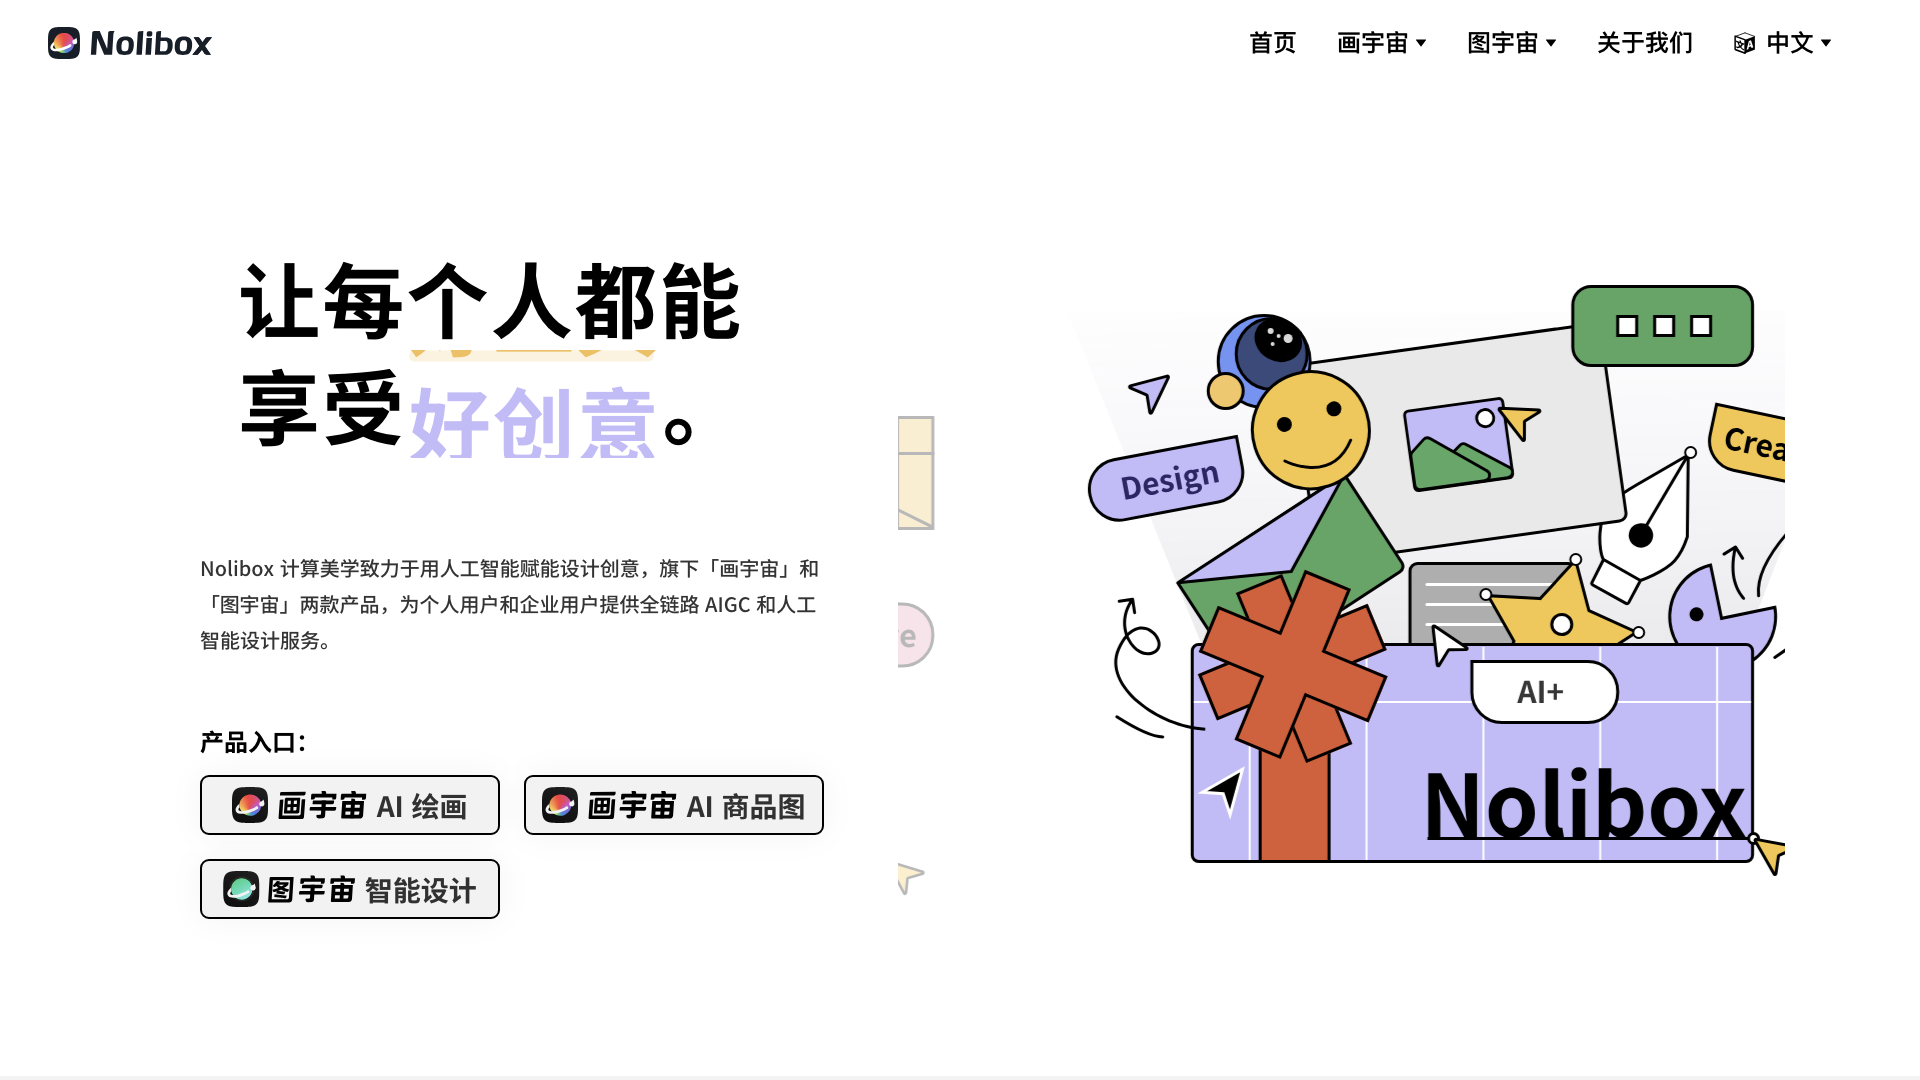 Nolibox
首页
画宇宙
图宇宙
关于我们
中文
让每个人都能
享受好创意。
Nolibox 计算美学致力于用人工智能赋能设计创意，旗下「画宇宙」和
「图宇宙」两款产品，为个人用户和企业用户提供全链路 AIGC 和人工
智能设计服务。
产品入口：
画宇宙 AI 绘画
画宇宙 AI 商品图
图宇宙 智能设计
Design
Crea
e
AI+
Nolibox